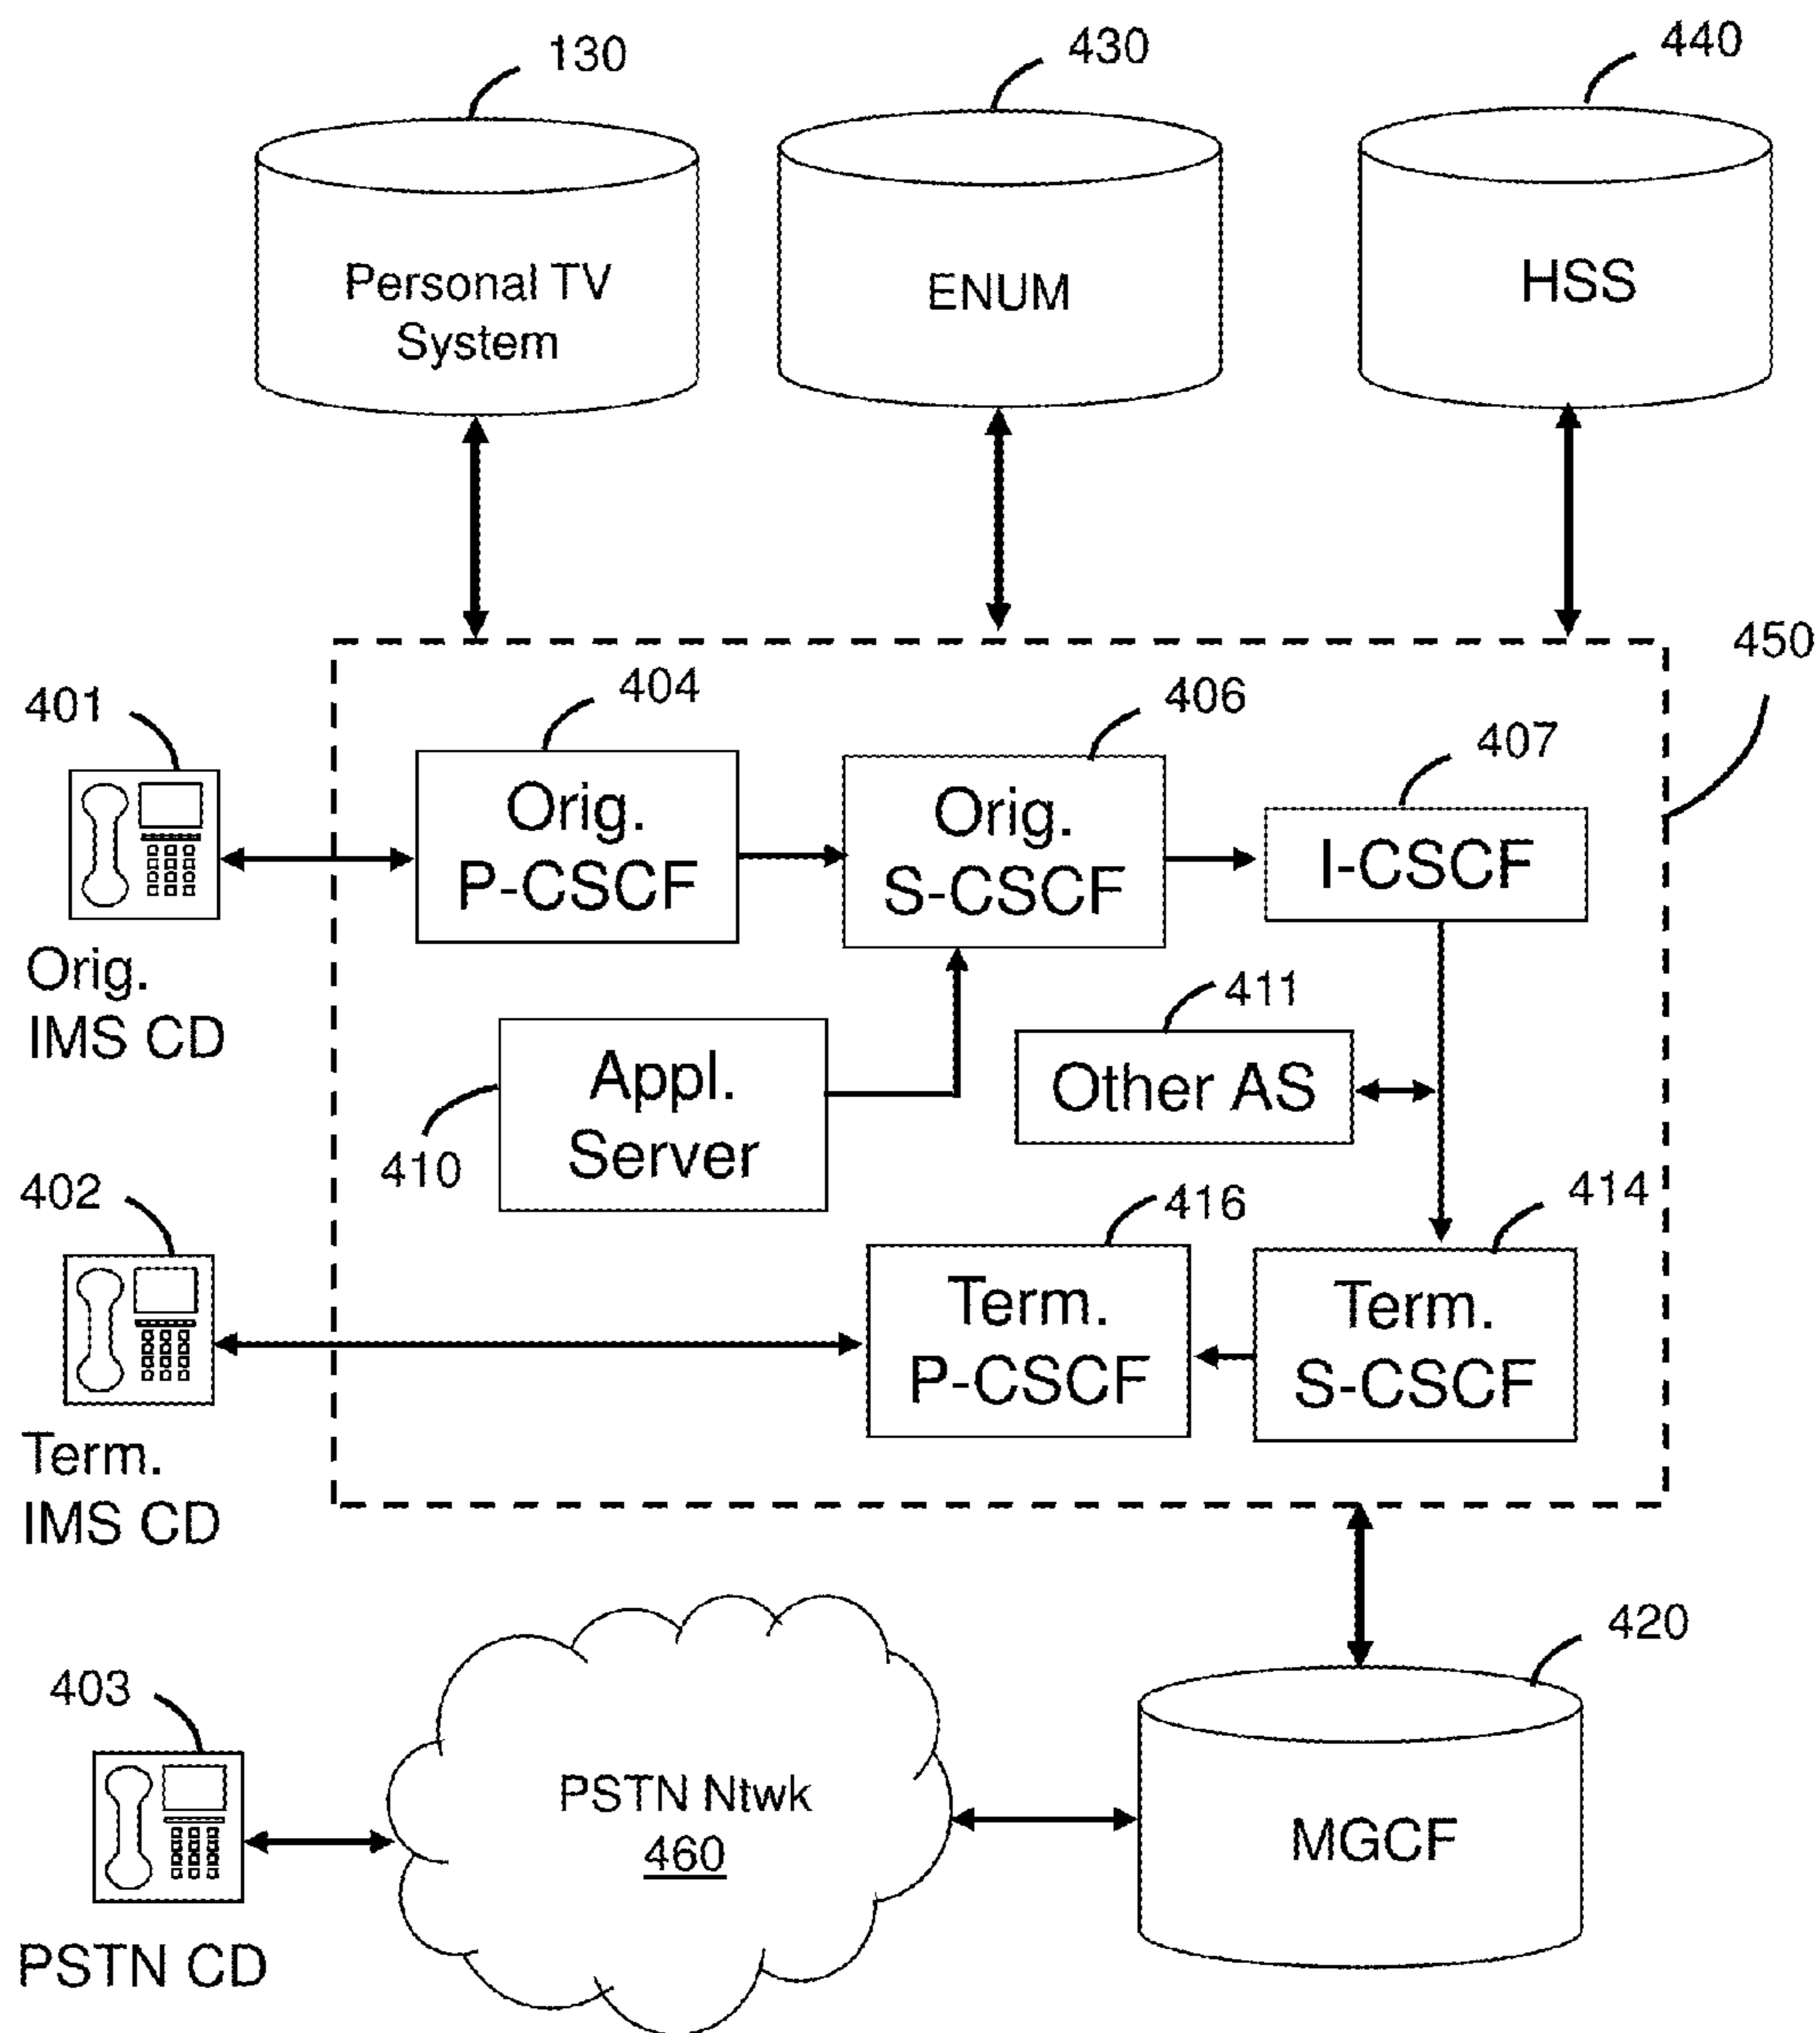 130
430
440
Personal TV
System
ENUM
HSS
450
401
404
406
407
Orig.
P-CSCF
Orig.
S-CSCF
I-CSCF
Orig.
IMS CD
411
Other AS
Appl.
Server
410
402
416
414
Term.
P-CSCF
Term.
S-CSCF
Term.
IMS CD
420
403
PSTN Ntwk
460
MGCF
PSTN CD